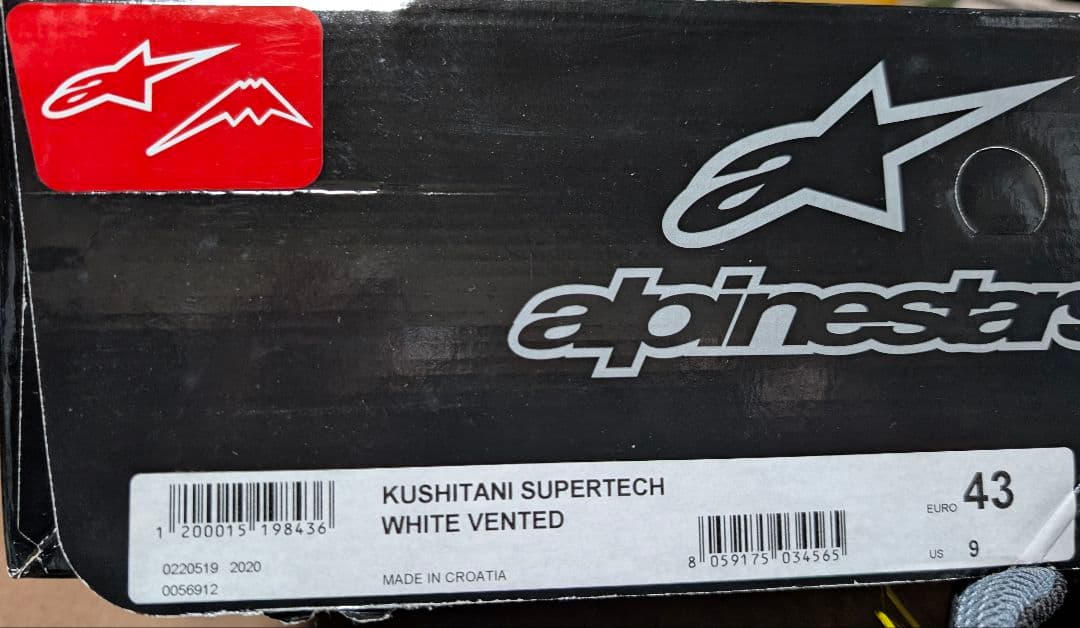 alpinestars
KUSHITANI SUPERTECH
WHITE VENTED
1 200015 198436
0220519 2020
0056912
MADE IN CROATIA
8 059175 034565
EURO 43
US 9